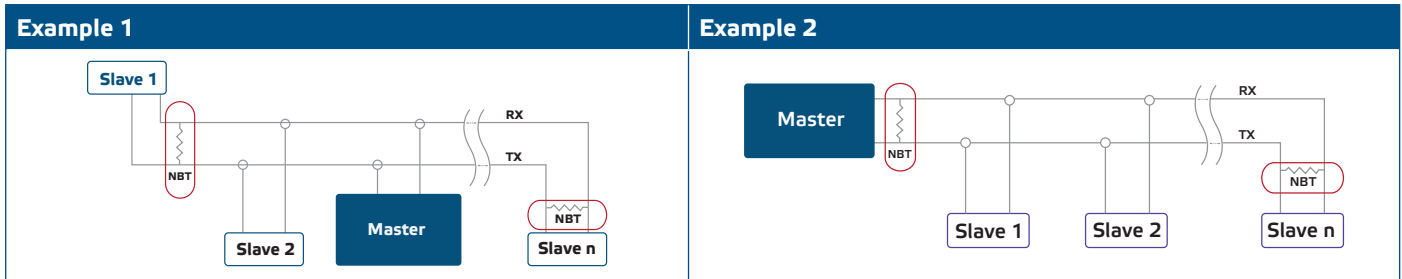 Example 1
Slave 1
RX
TX
NBT
NBT
Master
Slave 2
Slave n
Example 2
RX
Master
TX
NBT
NBT
Slave 1
Slave 2
Slave n